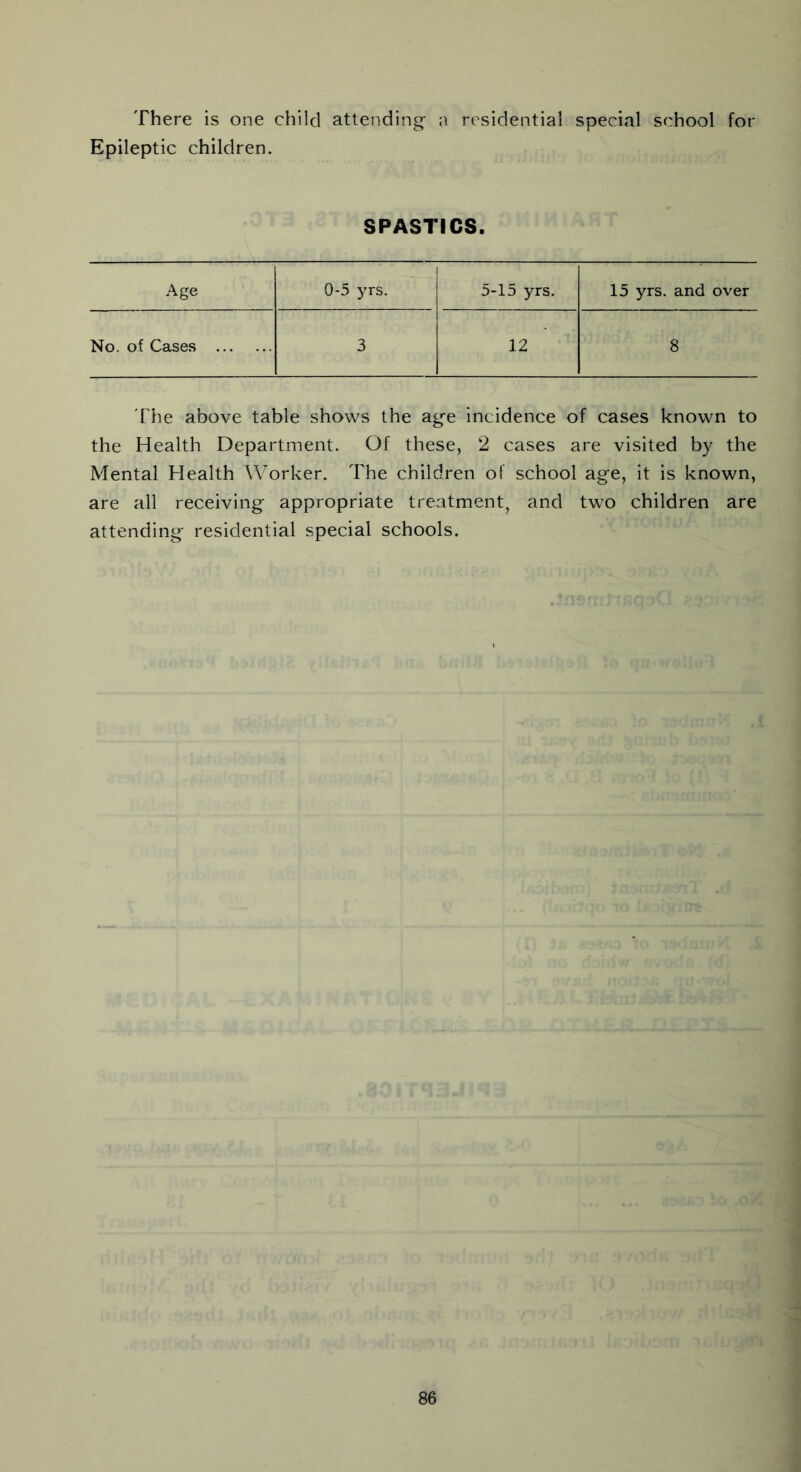 There is one child attending a residential special school for
Epileptic children.
SPASTICS.
Age 0-5 yrs. 5-15 yrs. 15 yrs. and over
No. of Cases ... ... 3 12 8
The above table shows the age incidence of cases known to
the Health Department. Of these, 2 cases are visited by the
Mental Health Worker. The children of school age, it is known,
are all receiving appropriate treatment, and two children are
attending residential special schools.
86